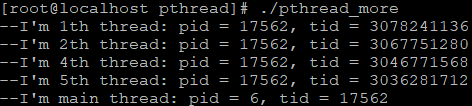 [root@localhost pthread]# ./pthread_more
--I'm 1th thread: pid = 17562, tid = 3078241136
--I'm 2th thread: pid = 17562, tid = 3067751280
--I'm 4th thread: pid = 17562, tid = 3046771568
--I'm 5th thread: pid = 17562, tid = 3036281712
--I'm main thread: pid = 6, tid = 17562